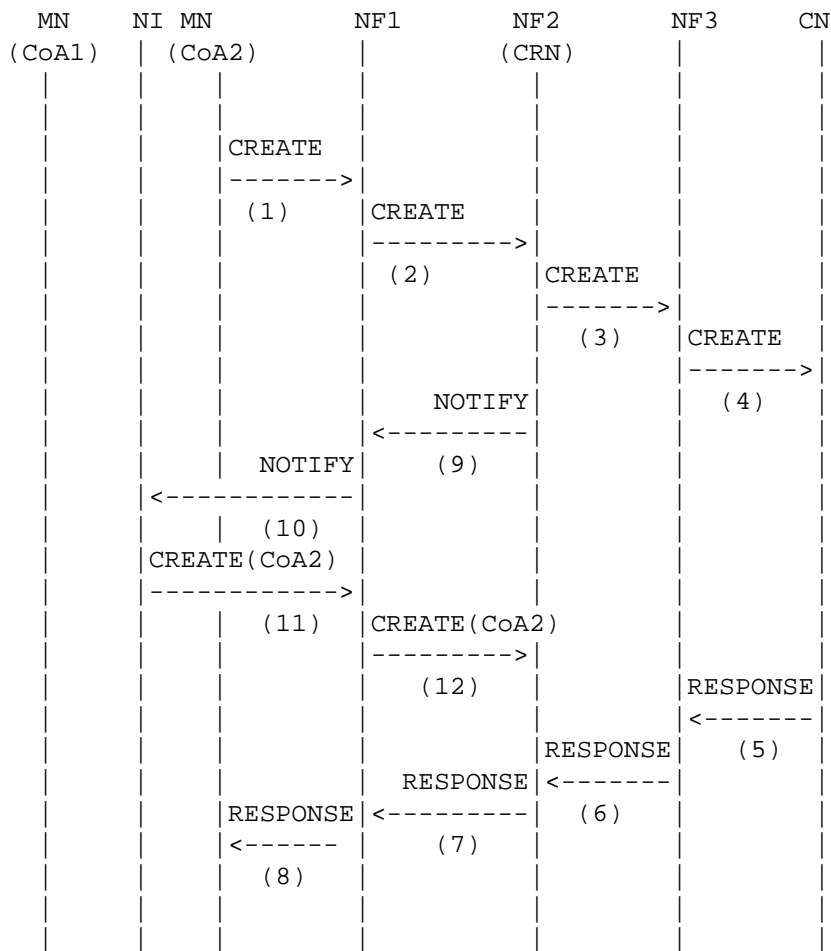 MN NI MN NF1 NF2 NF3 CN
(CoA1) | (CoA2) | (CRN) | |
| | | | | | |
| | | | | | |
| | |CREATE | | | |
| | |------->| | | |
| | | (1) |CREATE | | |
| | | |--------->| | |
| | | | (2) |CREATE | |
| | | | |------->| |
| | | | | (3) |CREATE |
| | | | | |------->|
| | | | NOTIFY| | (4) |
| | | |<---------| | |
| | | NOTIFY| (9) | | |
| |<------------| | | |
| | | (10) | | | |
| |CREATE(CoA2) | | | |
| |------------>| | | |
| | | (11) |CREATE(CoA2) | |
| | | |--------->| | |
| | | | (12) | |RESPONSE|
| | | | | |<-------|
| | | | |RESPONSE| (5) |
| | | | RESPONSE|<-------| |
| | |RESPONSE|<---------| (6) | |
| | |<------ | (7) | | |
| | | (8) | | | |
| | | | | | |
| | | | | | |